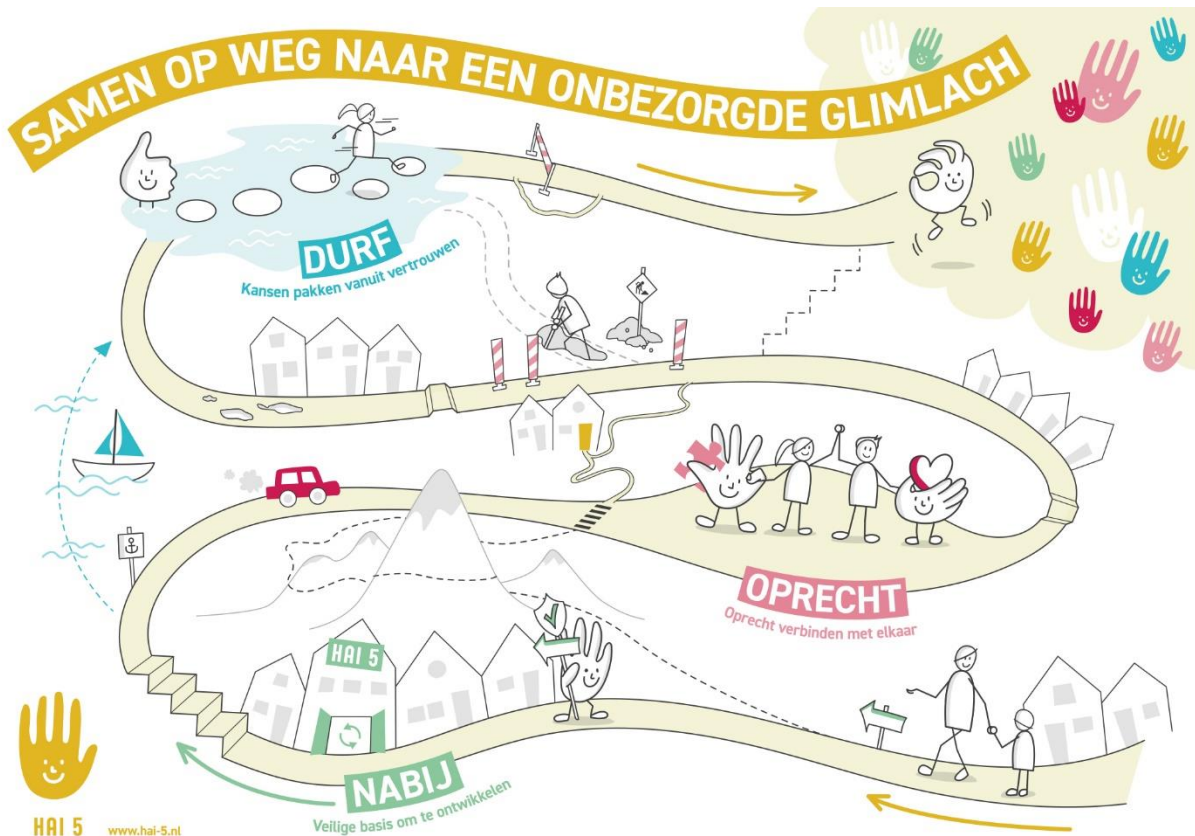 SAMEN OP WEG NAAR EEN ONBEZORGDE GLIMLACH
DURF
Kansen pakken vanuit vertrouwen
OPRECHT
Oprecht verbinden met elkaar
HAI 5
NABIJ
Veilige basis om te ontwikkelen
HAI 5 www.hai-5.nl